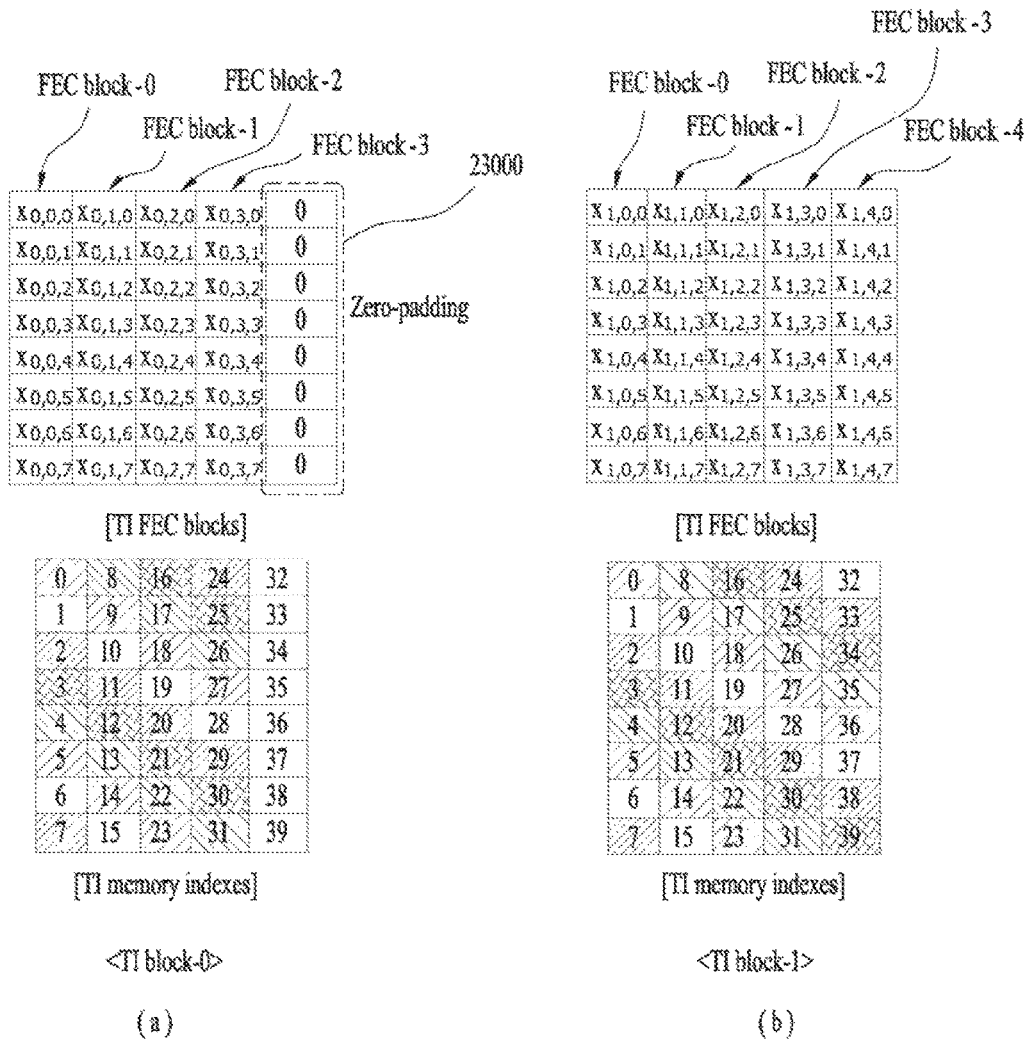 FEC block -3
FEC block -0
FEC block -2
FEC block -1
FEC block -3
23000
FEC block -0
FEC block -2
FEC block -1
FEC block -4
X0,0,0 X0,1,0 X0,2,0 X0,3,0 0
X0,0,1 X0,1,1 X0,2,1 X0,3,1 0
X0,0,2 X0,1,2 X0,2,2 X0,3,2 0
X0,0,3 X0,1,3 X0,2,3 X0,3,3 0
X0,0,4 X0,1,4 X0,2,4 X0,3,4 0
X0,0,5 X0,1,5 X0,2,5 X0,3,5 0
X0,0,6 X0,1,6 X0,2,6 X0,3,6 0
X0,0,7 X0,1,7 X0,2,7 X0,3,7 0
Zero-padding
X1,0,0 X1,1,0 X1,2,0 X1,3,0 X1,4,0
X1,0,1 X1,1,1 X1,2,1 X1,3,1 X1,4,1
X1,0,2 X1,1,2 X1,2,2 X1,3,2 X1,4,2
X1,0,3 X1,1,3 X1,2,3 X1,3,3 X1,4,3
X1,0,4 X1,1,4 X1,2,4 X1,3,4 X1,4,4
X1,0,5 X1,1,5 X1,2,5 X1,3,5 X1,4,5
X1,0,6 X1,1,6 X1,2,6 X1,3,6 X1,4,6
X1,0,7 X1,1,7 X1,2,7 X1,3,7 X1,4,7
[TI FEC blocks]
[TI FEC blocks]
0 8 16 24 32
1 9 17 25 33
2 10 18 26 34
3 11 19 27 35
4 12 20 28 36
5 13 21 29 37
6 14 22 30 38
7 15 23 31 39
0 8 16 24 32
1 9 17 25 33
2 10 18 26 34
3 11 19 27 35
4 12 20 28 36
5 13 21 29 37
6 14 22 30 38
7 15 23 31 39
[TI memory indexes]
[TI memory indexes]
<TI block-0>
<TI block-1>
(a)
(b)